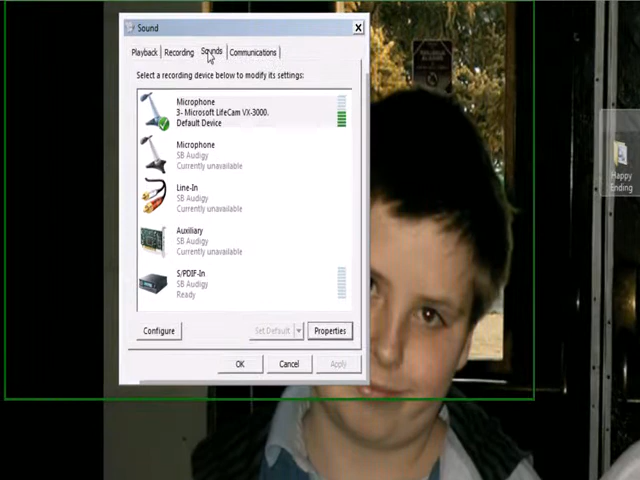 Sound
Playback Recording Sounds Communications
Select a recording device below to modify its settings:
Microphone
3- Microsoft LifeCam VX-3000.
Default Device
Microphone
SB Audigy
Currently unavailable
Line-In
SB Audigy
Currently unavailable
Auxiliary
SB Audigy
Currently unavailable
S/PDIF-In
SB Audigy
Ready
Configure Set Default Properties
OK Cancel Apply
Happy
Ending